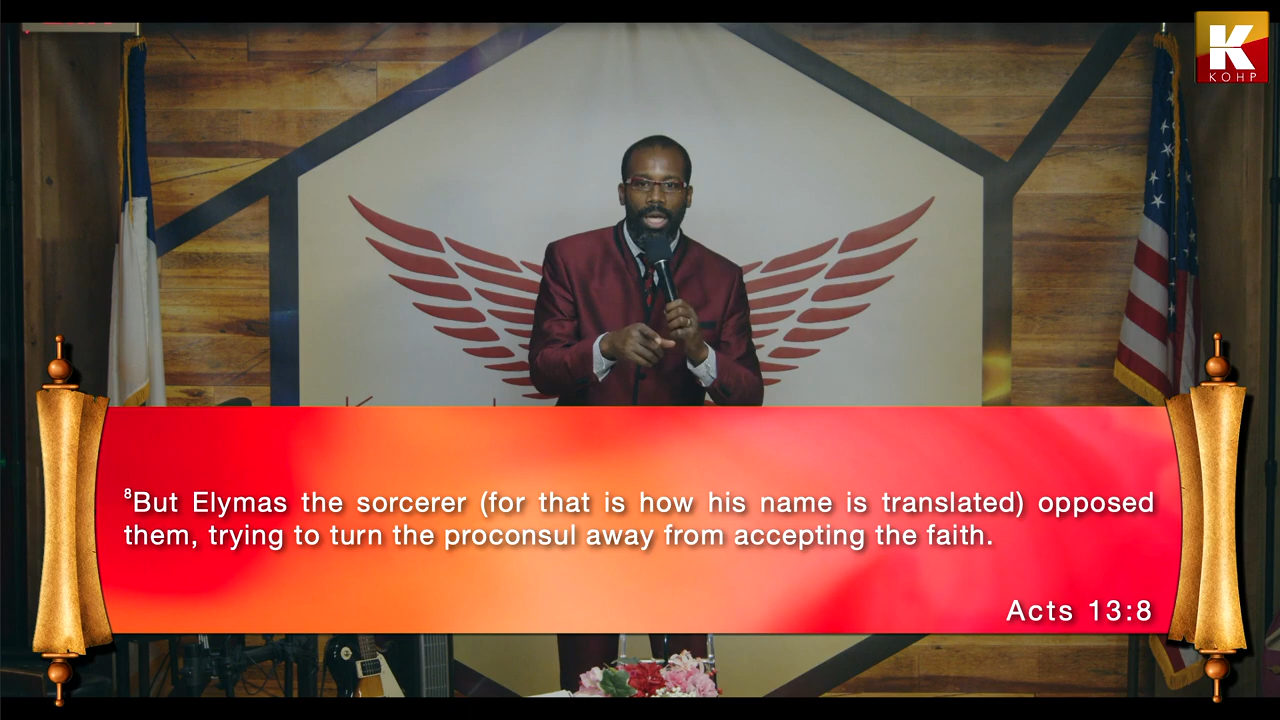 K
KOHP
⁸But Elymas the sorcerer (for that is how his name is translated) opposed
them, trying to turn the proconsul away from accepting the faith.
Acts 13:8